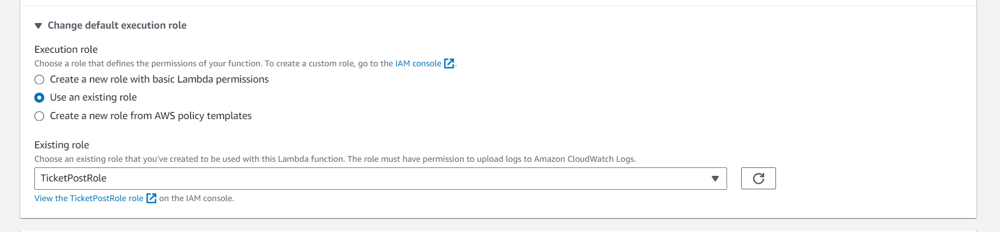 Change default execution role
Execution role
Choose a role that defines the permissions of your function. To create a custom role, go to the IAM console.
Create a new role with basic Lambda permissions
Use an existing role
Create a new role from AWS policy templates
Existing role
Choose an existing role that you've created to be used with this Lambda function. The role must have permission to upload logs to Amazon CloudWatch Logs.
TicketPostRole
View the TicketPostRole role on the IAM console.